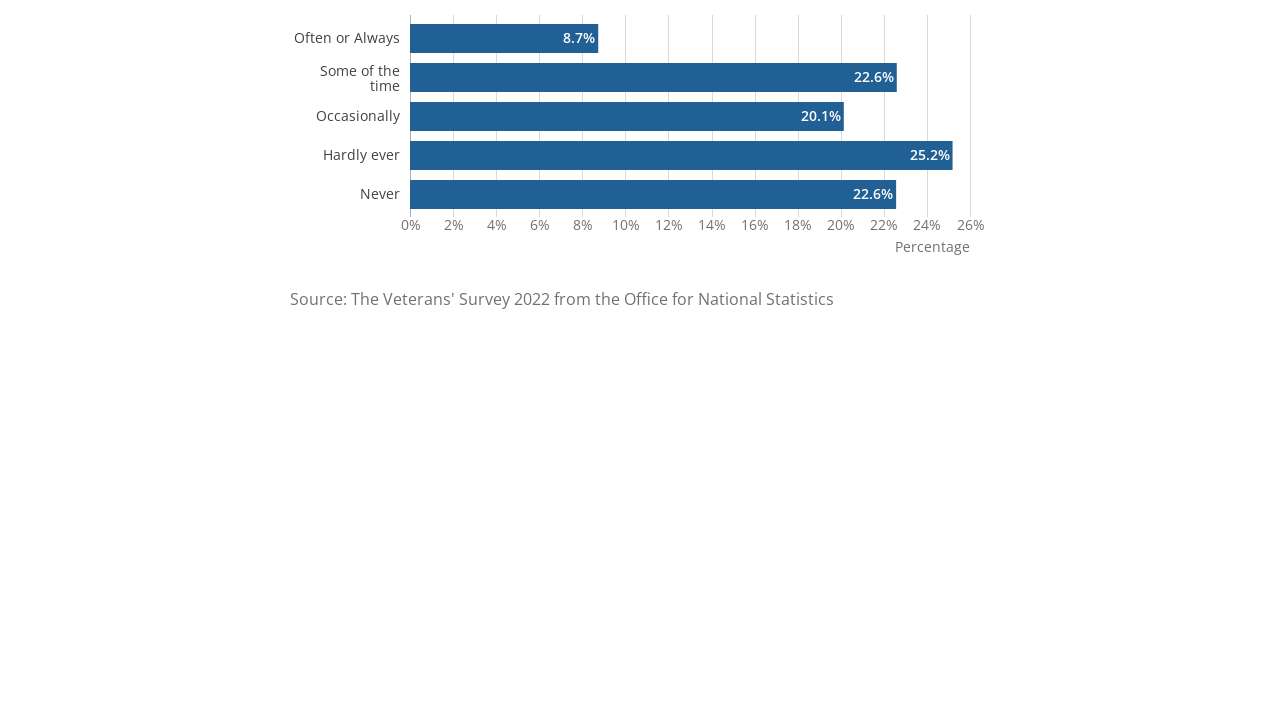 Often or Always
8.7%
Some of the
time
22.6%
Occasionally
20.1%
Hardly ever
25.2%
Never
22.6%
0% 2% 4% 6% 8% 10% 12% 14% 16% 18% 20% 22% 24% 26%
Percentage
Source: The Veterans' Survey 2022 from the Office for National Statistics